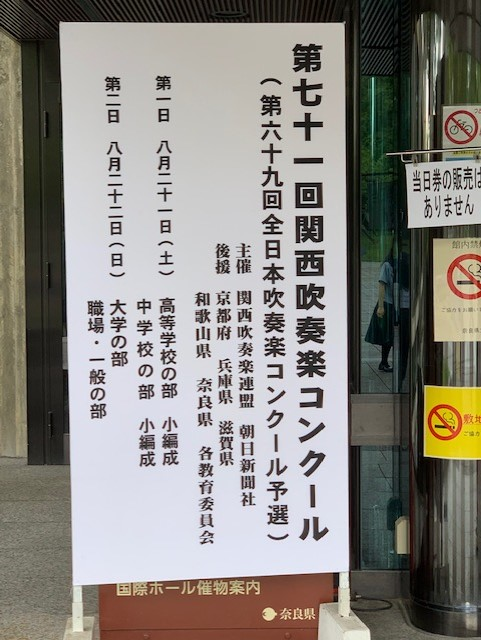 第七十一回関西吹奏楽コンクール
（第六十九回全日本吹奏楽コンクール予選）
主催　関西吹奏楽連盟　朝日新聞社
後援　京都府　兵庫県　滋賀県
和歌山県　奈良県　各教育委員会
第一日　八月二十一日（土）
高等学校の部　小編成
中学校の部　小編成
第二日　八月二十二日（日）
大学の部
職場・一般の部
国際ホール催物案内
奈良県
当日券の販売は
ありません
館内禁
敷地